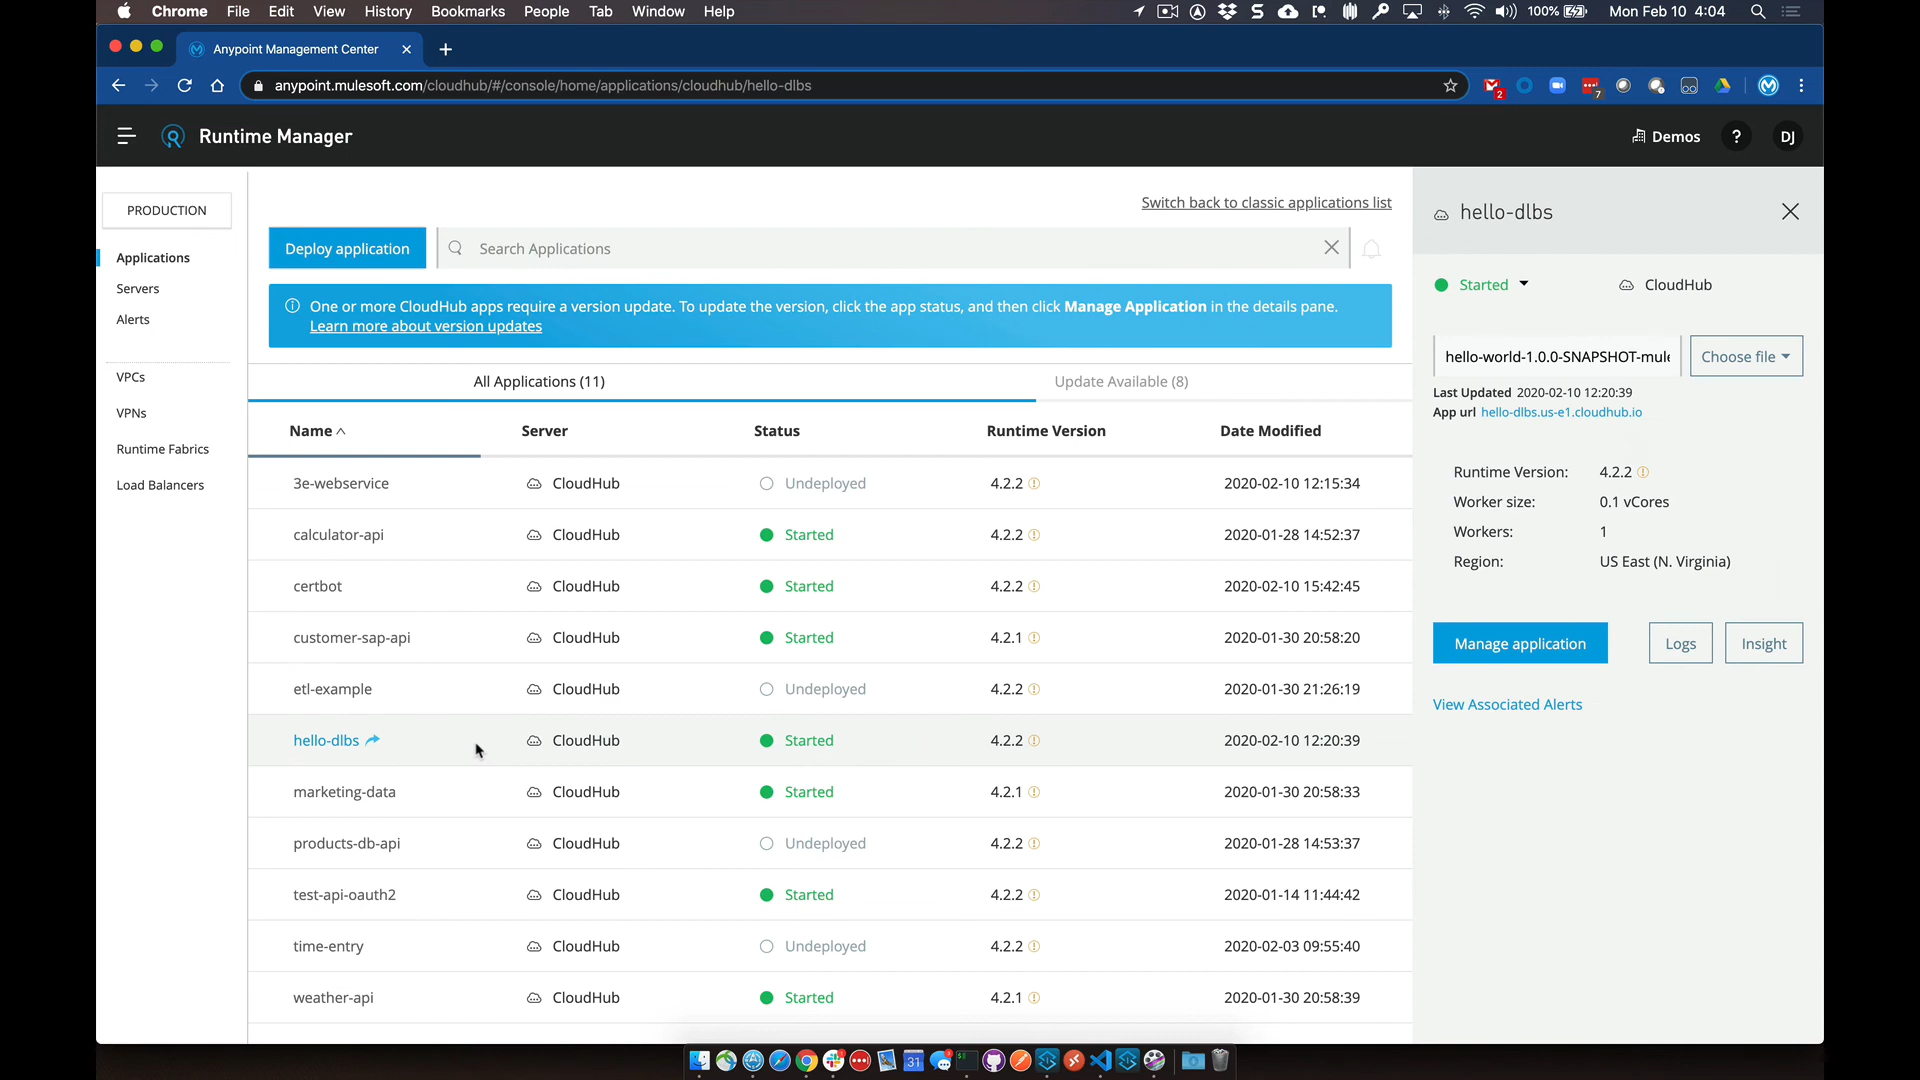 Chrome File Edit View History Bookmarks People Tab Window Help 100% Mon Feb 10 4:04
Anypoint Management Center
anypoint.mulesoft.com/cloudhub/#/console/home/applications/cloudhub/hello-dlbs 2 7
Runtime Manager Demos ? DJ
PRODUCTION
Applications
Servers
Alerts
VPCs
VPNs
Runtime Fabrics
Load Balancers
Switch back to classic applications list
Deploy application Search Applications
One or more CloudHub apps require a version update. To update the version, click the app status, and then click Manage Application in the details pane.
Learn more about version updates
All Applications (11) Update Available (8)
Name Server Status Runtime Version Date Modified
3e-webservice CloudHub Undeployed 4.2.2 2020-02-10 12:15:34
calculator-api CloudHub Started 4.2.2 2020-01-28 14:52:37
certbot CloudHub Started 4.2.2 2020-02-10 15:42:45
customer-sap-api CloudHub Started 4.2.1 2020-01-30 20:58:20
etl-example CloudHub Undeployed 4.2.2 2020-01-30 21:26:19
hello-dlbs CloudHub Started 4.2.2 2020-02-10 12:20:39
marketing-data CloudHub Started 4.2.1 2020-01-30 20:58:33
products-db-api CloudHub Undeployed 4.2.2 2020-01-28 14:53:37
test-api-oauth2 CloudHub Started 4.2.2 2020-01-14 11:44:42
time-entry CloudHub Undeployed 4.2.2 2020-02-03 09:55:40
weather-api CloudHub Started 4.2.1 2020-01-30 20:58:39
hello-dlbs
Started CloudHub
hello-world-1.0.0-SNAPSHOT-mule Choose file
Last Updated 2020-02-10 12:20:39
App url hello-dlbs.us-e1.cloudhub.io
Runtime Version: 4.2.2
Worker size: 0.1 vCores
Workers: 1
Region: US East (N. Virginia)
Manage application Logs Insight
View Associated Alerts
31